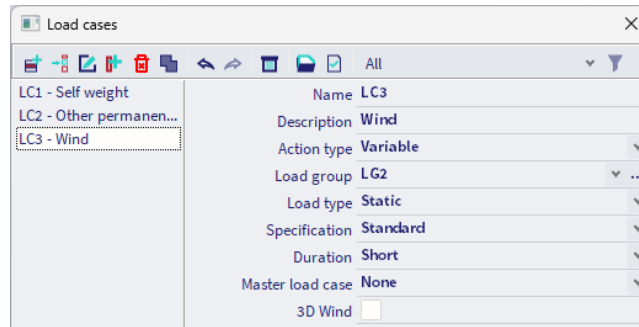 Load cases
All
LC1 - Self weight
LC2 - Other permanen...
LC3 - Wind
Name LC3
Description Wind
Action type Variable
Load group LG2
Load type Static
Specification Standard
Duration Short
Master load case None
3D Wind